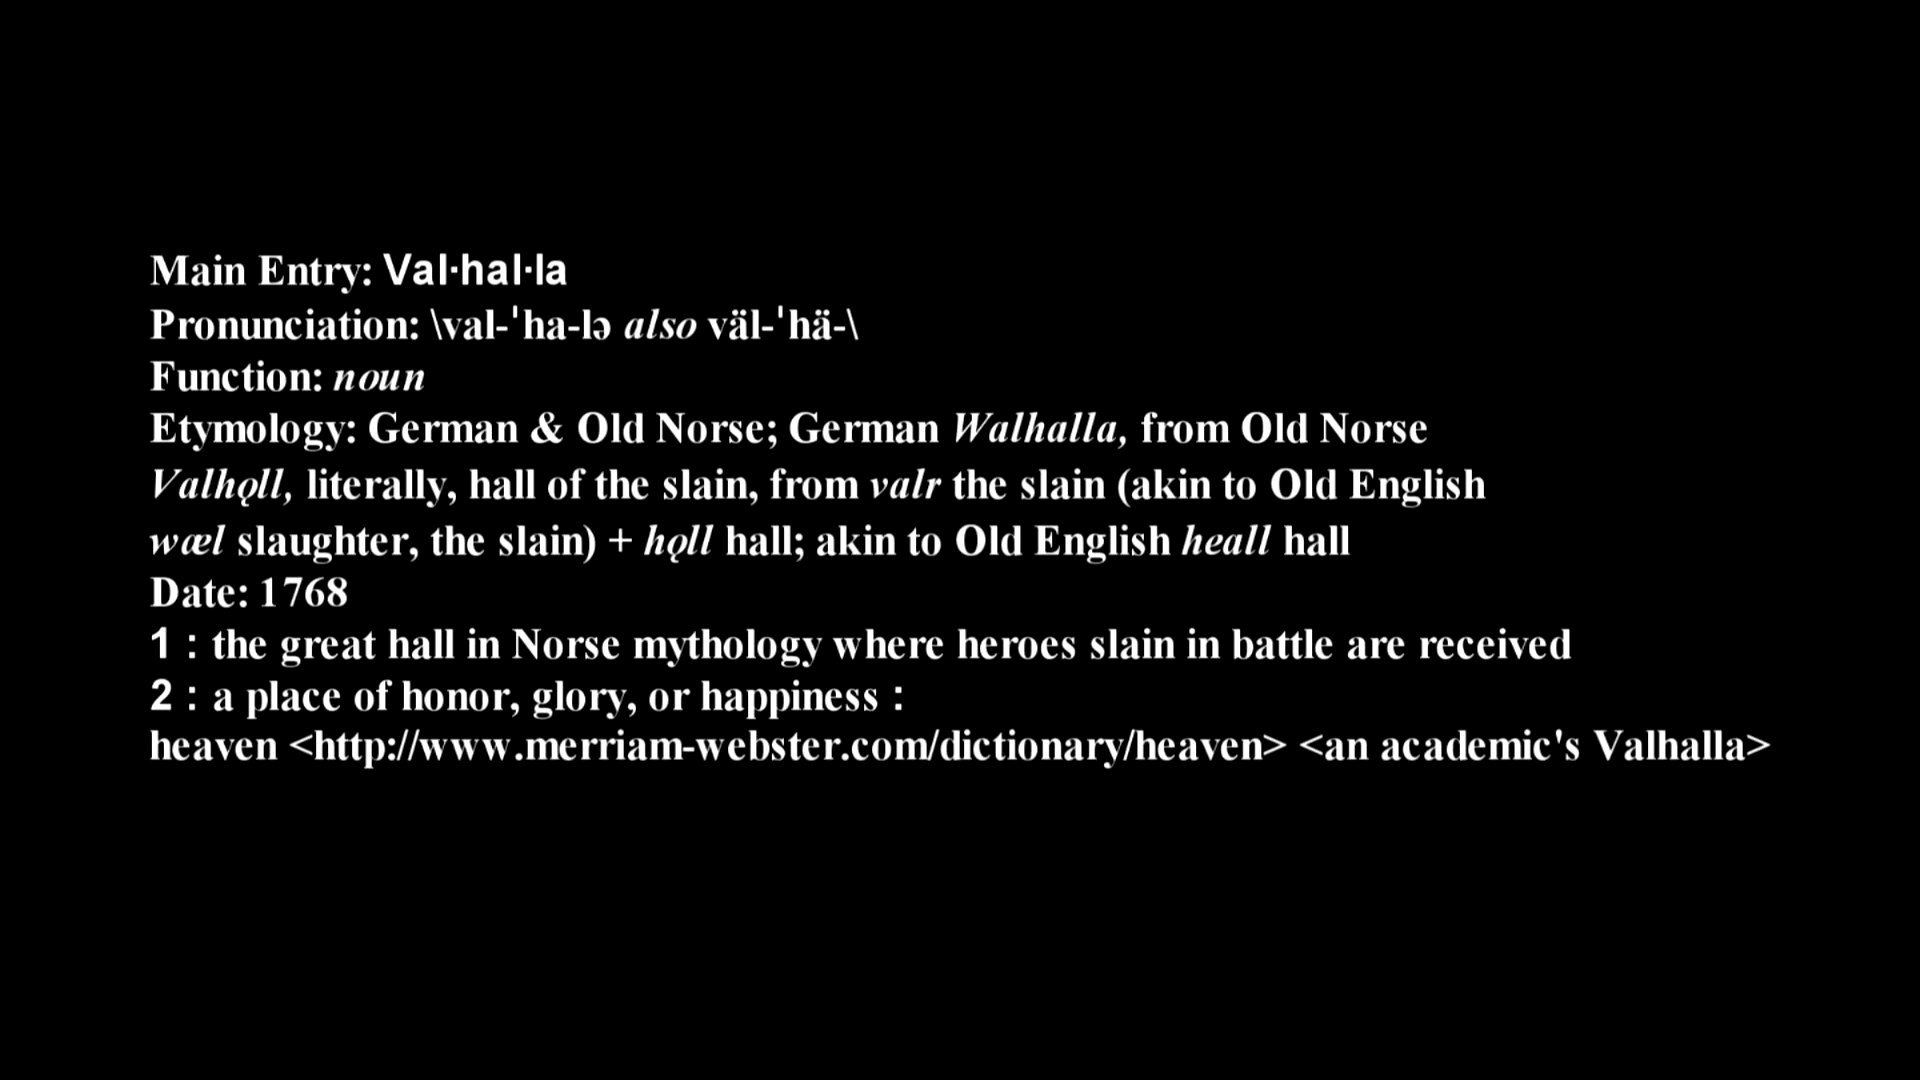 Main Entry: Val·hal·la
Pronunciation: \val-ˈha-lə also väl-ˈhä-\
Function: noun
Etymology: German & Old Norse; German Walhalla, from Old Norse
Valhǫll, literally, hall of the slain, from valr the slain (akin to Old English
wæl slaughter, the slain) + hǫll hall; akin to Old English heall hall
Date: 1768
1 : the great hall in Norse mythology where heroes slain in battle are received
2 : a place of honor, glory, or happiness :
heaven <http://www.merriam-webster.com/dictionary/heaven> <an academic's Valhalla>